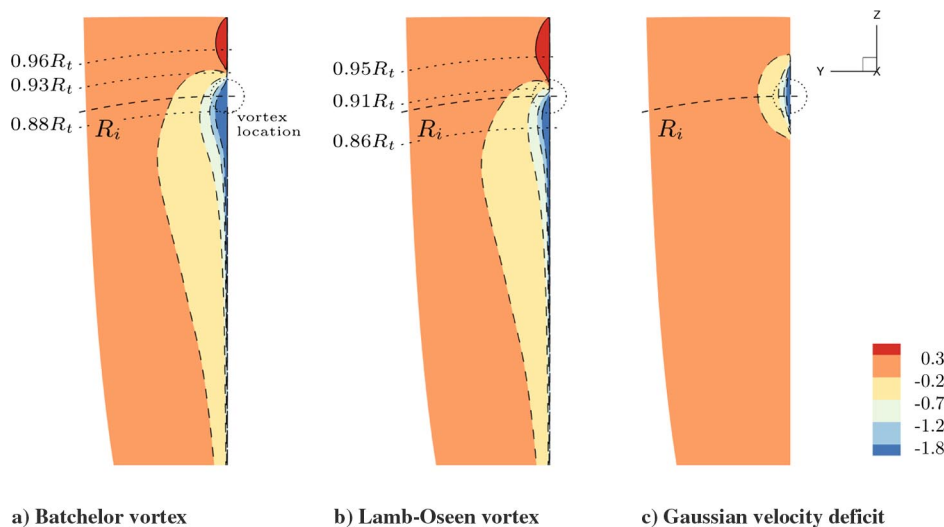 0.96R_t
0.93R_t
0.88R_t
R_i
vortex
location
0.95R_t
0.91R_t
0.86R_t
R_i
R_i
Z
Y
X
0.3
-0.2
-0.7
-1.2
-1.8
a) Batchelor vortex
b) Lamb-Oseen vortex
c) Gaussian velocity deficit